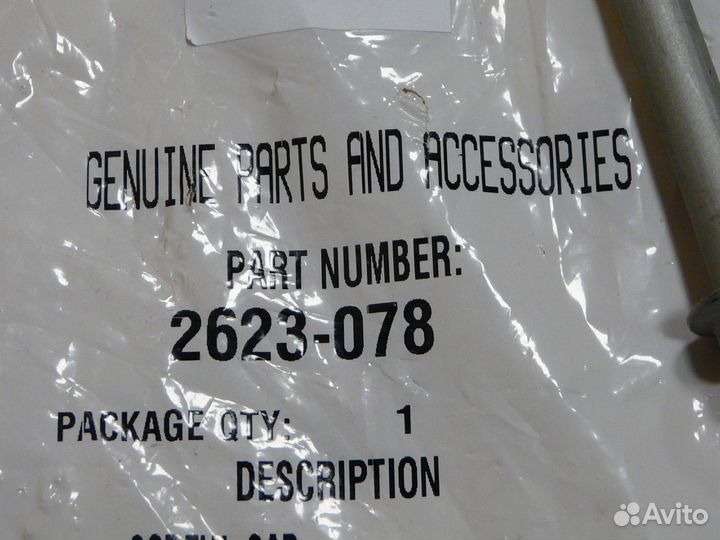 GENUINE PARTS AND ACCESSORIES
PART NUMBER:
2623-078
PACKAGE QTY: 1
DESCRIPTION
Avito